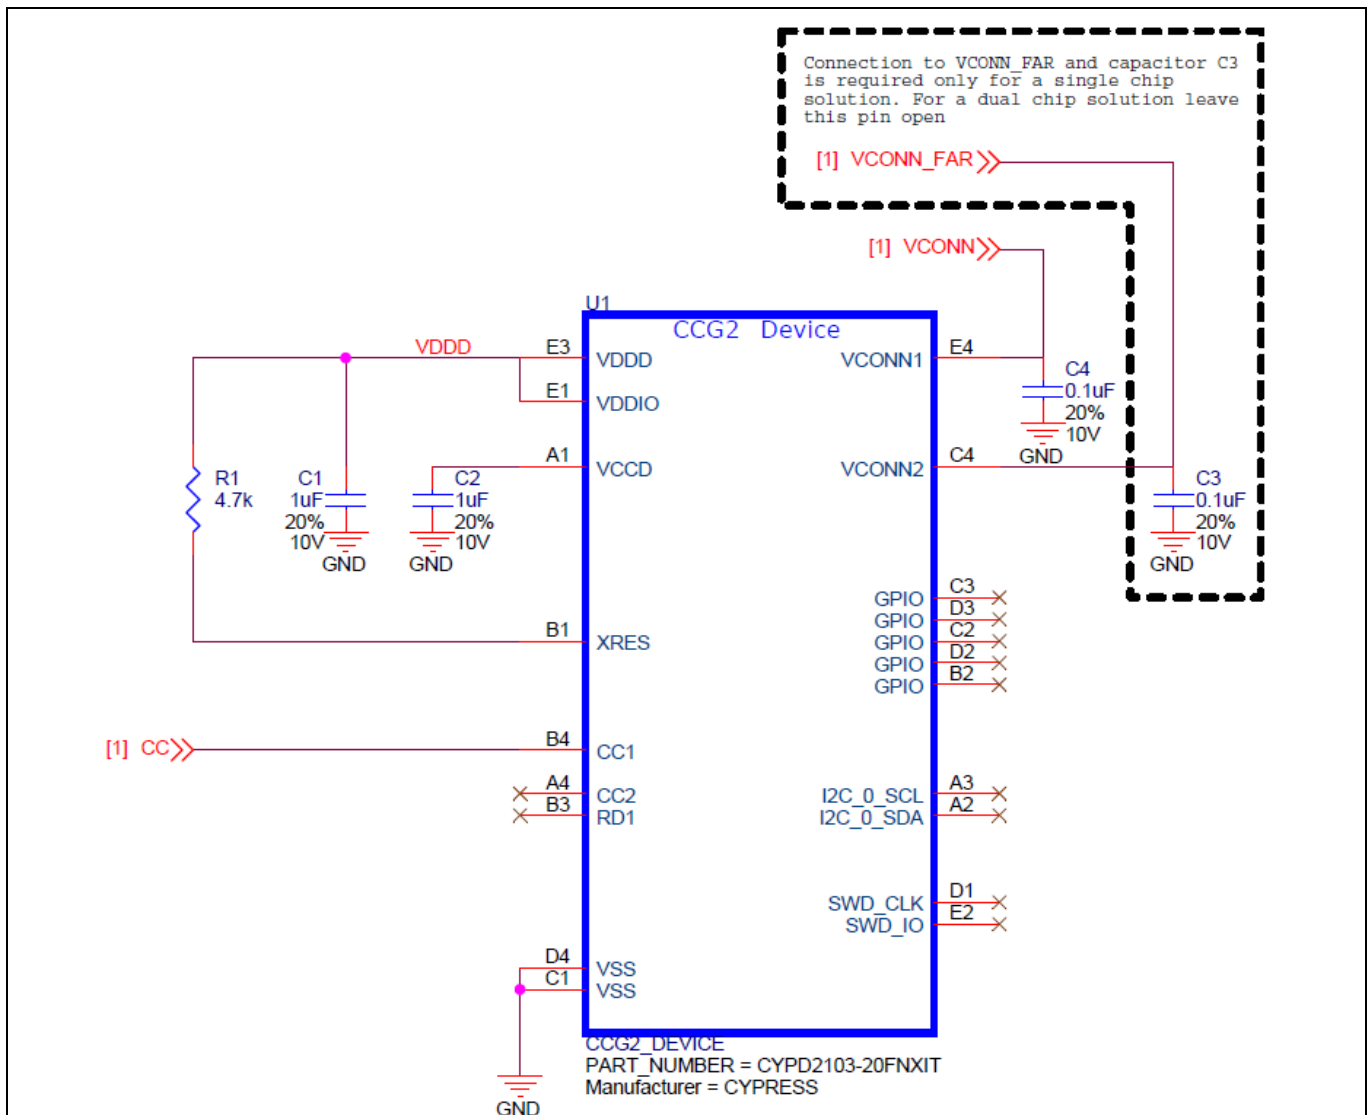 Connection to VCONN_FAR and capacitor C3
is required only for a single chip
solution. For a dual chip solution leave
this pin open
[1] VCONN_FAR
[1] VCONN
U1
CCG2 Device
VDDD
E3
VDDD
E1
VDDIO
A1
VCCD
VCONN1
E4
C4
0.1uF
20%
10V
GND
VCONN2
C4
C3
0.1uF
20%
10V
GND
R1
4.7k
C1
1uF
20%
10V
GND
C2
1uF
20%
10V
GND
B1
XRES
GPIO
C3
GPIO
D3
GPIO
C2
GPIO
D2
GPIO
B2
[1] CC
B4
CC1
A4
CC2
B3
RD1
I2C_0_SCL
A3
I2C_0_SDA
A2
SWD_CLK
D1
SWD_IO
E2
D4
VSS
C1
VSS
GND
CCG2_DEVICE
PART_NUMBER = CYPD2103-20FNXIT
Manufacturer = CYPRESS